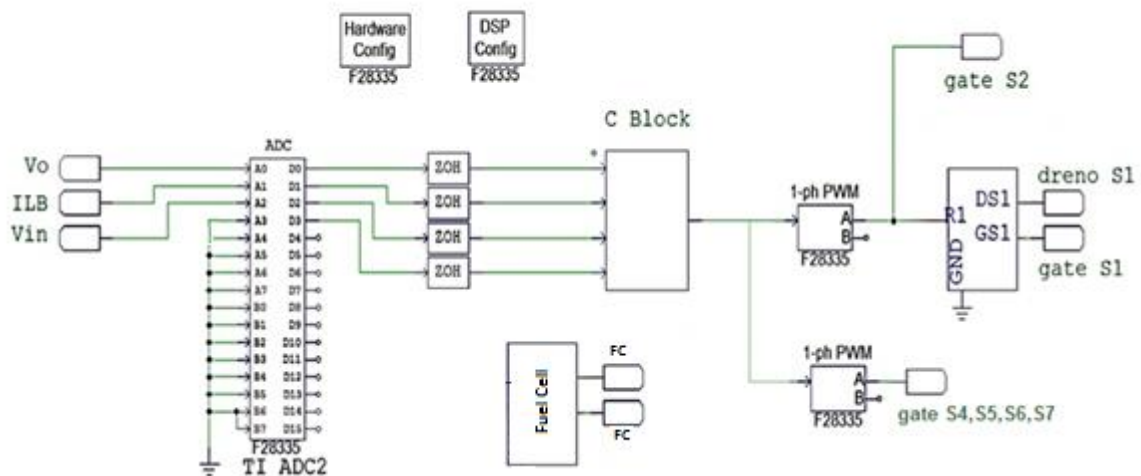 Hardware
Config
F28335
DSP
Config
F28335
gate S2
C Block
ADC
Vo
ILB
Vin
A0 D0
A1 D1
A2 D2
A3 D3
A4 D4
A5 D5
A6 D6
A7 D7
B0 D8
B1 D9
B2 D10
B3 D11
B4 D12
B5 D13
B6 D14
B7 D15
F28335
TI ADC2
ZOH
ZOH
ZOH
ZOH
*
1-ph PWM
A
B
F28335
R1
DS1
GS1
GND
dreno S1
gate S1
1-ph PWM
A
B
F28335
gate S4,S5,S6,S7
Fuel Cell
FC
FC